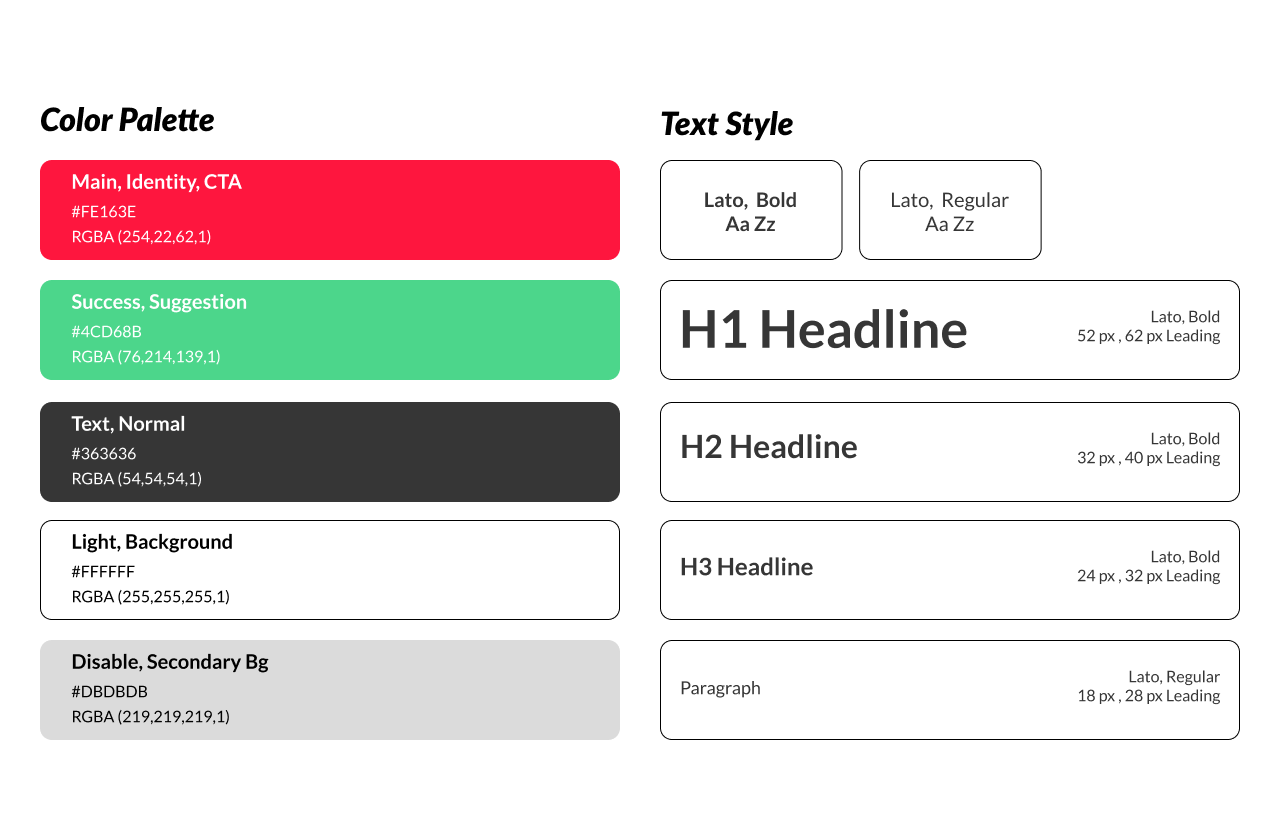 Color Palette
Main, Identity, CTA
#FE163E
RGBA (254,22,62,1)
Success, Suggestion
#4CD68B
RGBA (76,214,139,1)
Text, Normal
#363636
RGBA (54,54,54,1)
Light, Background
#FFFFFF
RGBA (255,255,255,1)
Disable, Secondary Bg
#DBDBDB
RGBA (219,219,219,1)
Text Style
Lato, Bold
Aa Zz
Lato, Regular
Aa Zz
H1 Headline
Lato, Bold
52 px , 62 px Leading
H2 Headline
Lato, Bold
32 px , 40 px Leading
H3 Headline
Lato, Bold
24 px , 32 px Leading
Paragraph
Lato, Regular
18 px , 28 px Leading